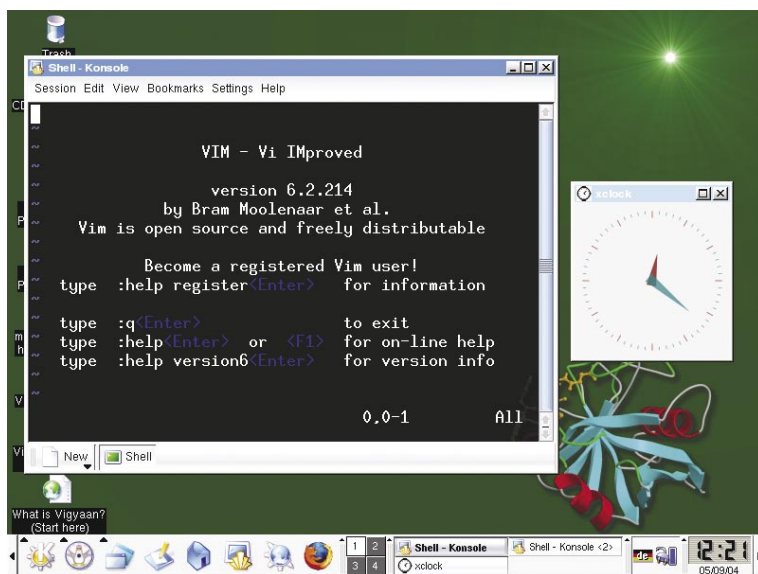 Trash
Shell - Konsole
Session Edit View Bookmarks Settings Help
VIM - Vi IMproved
version 6.2.214
by Bram Moolenaar et al.
Vim is open source and freely distributable
Become a registered Vim user!
type :help register<Enter> for information
type :q<Enter> to exit
type :help<Enter> or <F1> for on-line help
type :help version6<Enter> for version info
0,0-1 All
New Shell
xclock
What is Vigyaan?
(Start here)
1 2
3 4
Shell - Konsole
Shell - Konsole <2>
xclock
de
12:21
05/09/04